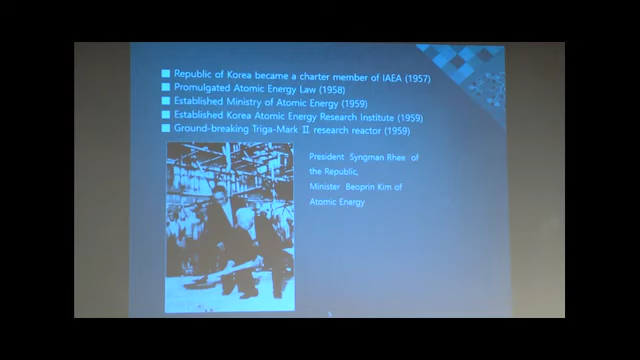 Republic of Korea became a charter member of IAEA (1957)
Promulgated Atomic Energy Law (1958)
Established Ministry of Atomic Energy (1959)
Established Korea Atomic Energy Research Institute (1959)
Ground-breaking Triga-Mark II research reactor (1959)
President Syngman Rhee of
the Republic,
Minister Beoprin Kim of
Atomic Energy